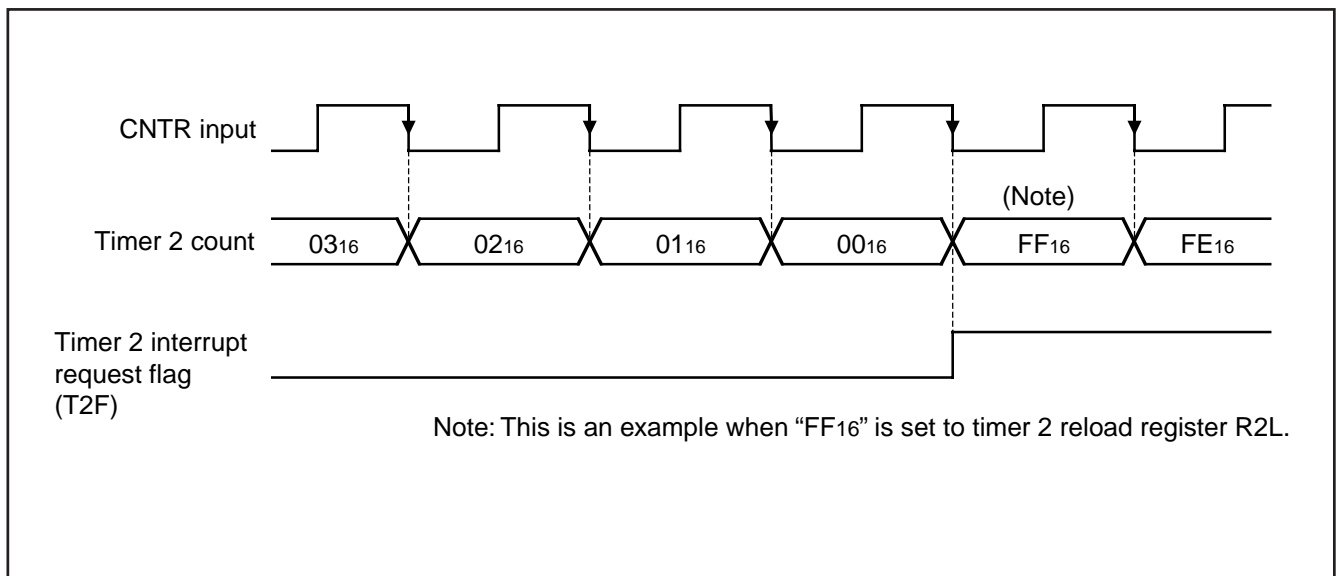 CNTR input
(Note)
Timer 2 count
0316 0216 0116 0016 FF16 FE16
Timer 2 interrupt
request flag
(T2F)
Note: This is an example when “FF16” is set to timer 2 reload register R2L.